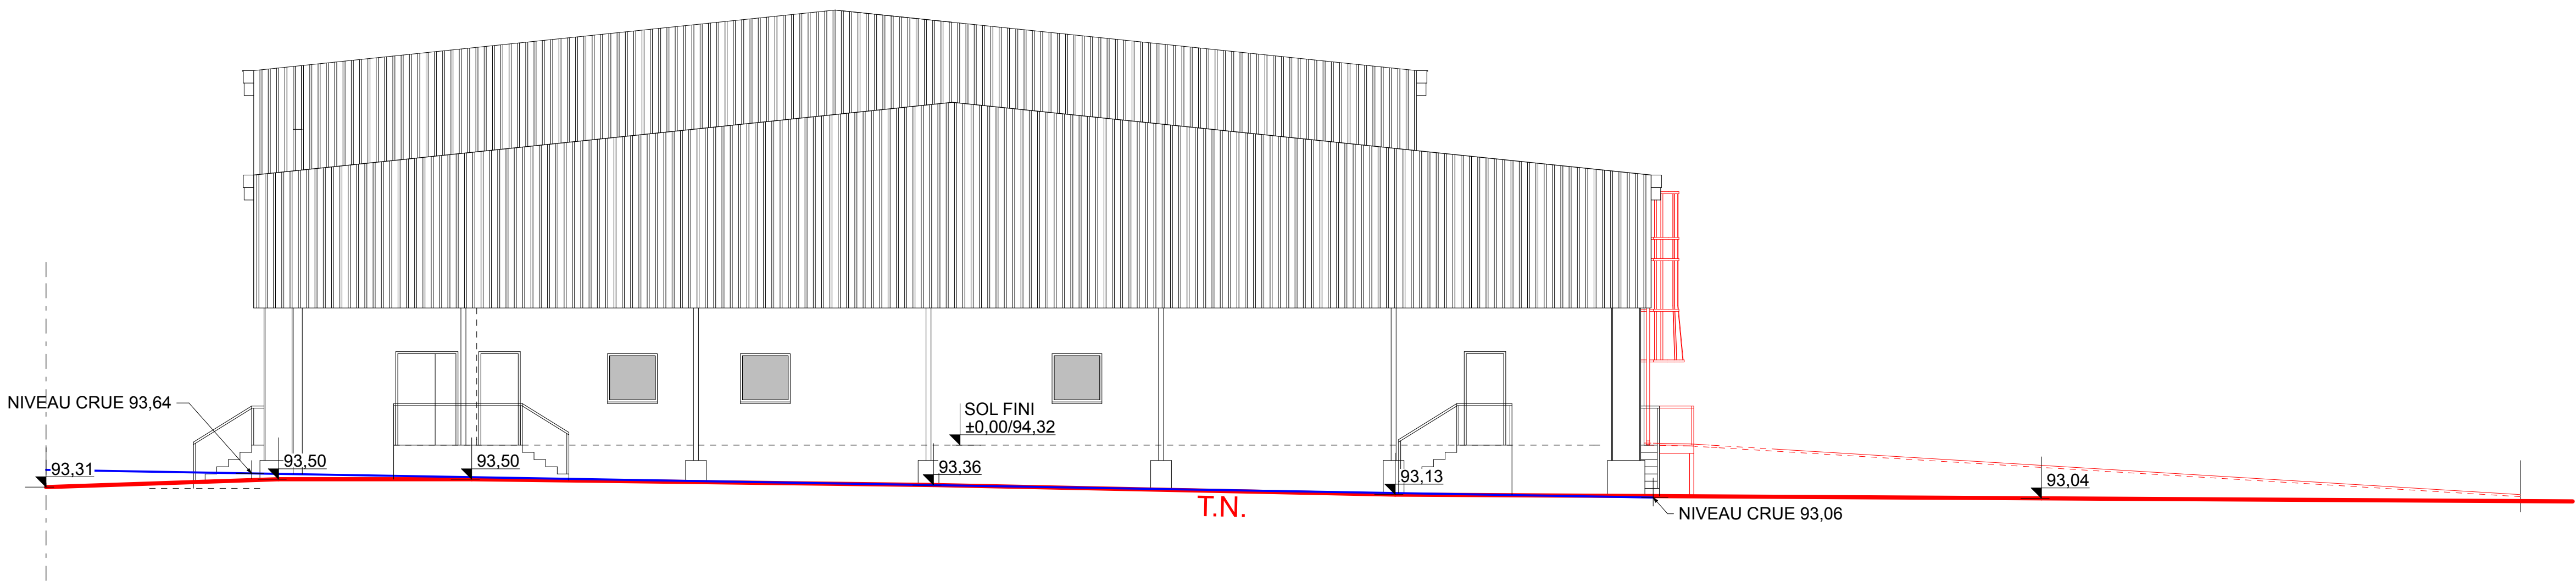 NIVEAU CRUE 93,64
SOL FINI
±0,00/94,32
93,31
93,50
93,50
93,36
93,13
93,04
T.N.
NIVEAU CRUE 93,06